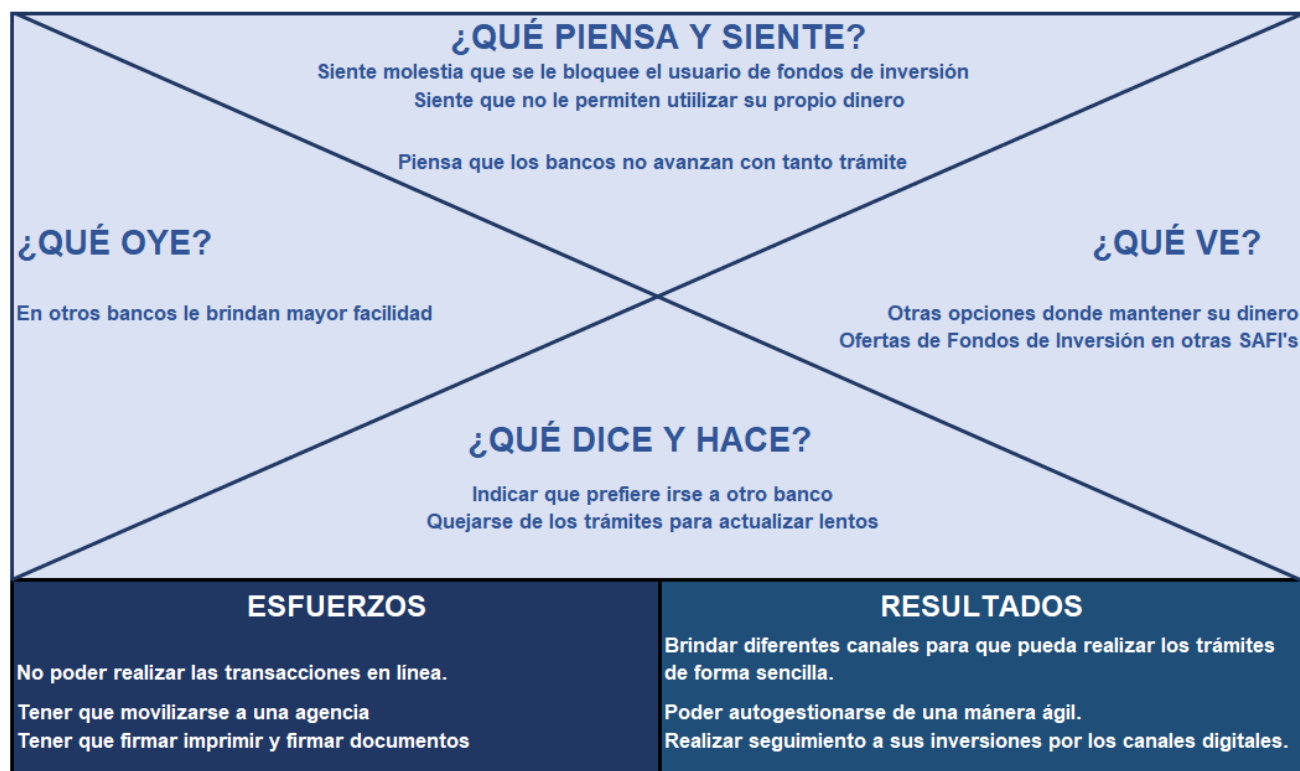 ¿QUÉ PIENSA Y SIENTE?
Siente molestia que se le bloquee el usuario de fondos de inversión
Siente que no le permiten utiilizar su propio dinero
Piensa que los bancos no avanzan con tanto trámite
¿QUÉ OYE?
En otros bancos le brindan mayor facilidad
¿QUÉ VE?
Otras opciones donde mantener su dinero
Ofertas de Fondos de Inversión en otras SAFI's
¿QUÉ DICE Y HACE?
Indicar que prefiere irse a otro banco
Quejarse de los trámites para actualizar lentos
ESFUERZOS
No poder realizar las transacciones en línea.
Tener que movilizarse a una agencia
Tener que firmar imprimir y firmar documentos
RESULTADOS
Brindar diferentes canales para que pueda realizar los trámites
de forma sencilla.
Poder autogestionarse de una mánera ágil.
Realizar seguimiento a sus inversiones por los canales digitales.